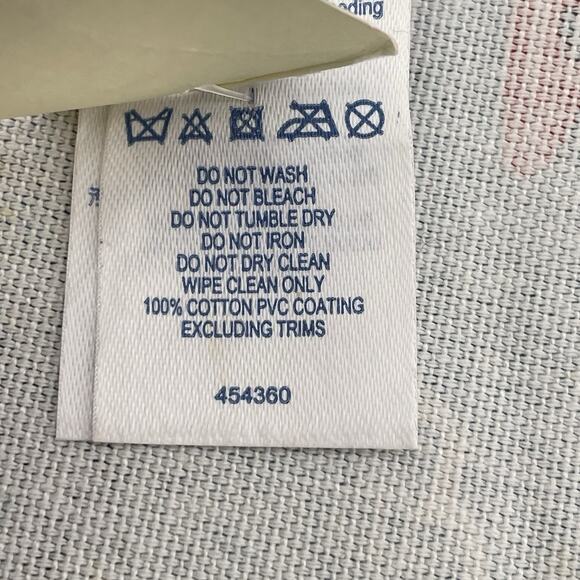 DO NOT WASH
DO NOT BLEACH
DO NOT TUMBLE DRY
DO NOT IRON
DO NOT DRY CLEAN
WIPE CLEAN ONLY
100% COTTON PVC COATING
EXCLUDING TRIMS
454360